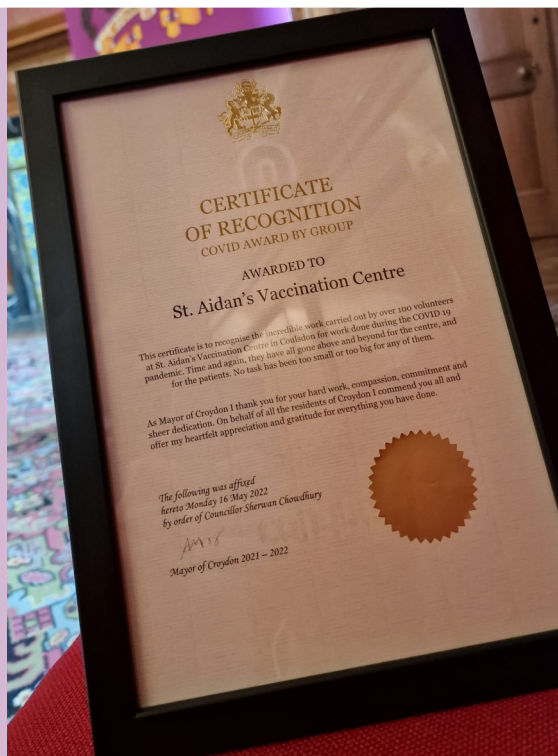 CERTIFICATE
OF RECOGNITION
COVID AWARD BY GROUP
AWARDED TO
St. Aidan's Vaccination Centre
This certificate is to recognise the incredible work carried out by over 100 volunteers
at St. Aidan's Vaccination Centre in Coulsdon for work done during the COVID 19
pandemic. Time and again, they have all gone above and beyond for the centre, and
for the patients. No task has been too small or too big for any of them.
As Mayor of Croydon I thank you for your hard work, compassion, commitment and
sheer dedication. On behalf of all the residents of Croydon I commend you all and
offer my heartfelt appreciation and gratitude for everything you have done.
The following was affixed
hereto Monday 16 May 2022
by order of Councillor Sherwan Chowdhury
Mayor of Croydon 2021 – 2022